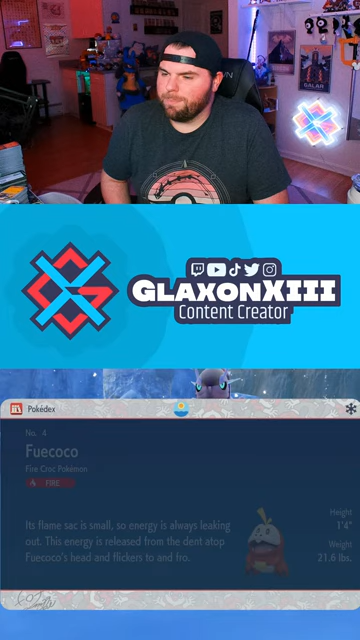 GALAR
GLAXONXIII
Content Creator
Pokédex
No. 4
Fuecoco
Fire Croc Pokémon
FIRE
Its flame sac is small, so energy is always leaking
out. This energy is released from the dent atop
Fuecoco's head and flickers to and fro.
Height
1'4"
Weight
21.6 lbs.